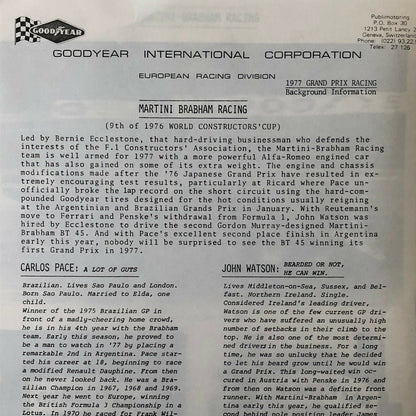 GOODYEAR
Publimotoring
P.O. Box 30
1213 Petit Lancy 2
Geneva, Switzerland
Phone: (022) 93.22.
Telex: 27 126
GOODYEAR INTERNATIONAL CORPORATION
EUROPEAN RACING DIVISION
1977 GRAND PRIX RACING
Background Information
MARTINI BRABHAM RACING
(9th of 1976 WORLD CONSTRUCTORS'CUP)
Led by Bernie Ecclestone, that hard-driving businessman who defends the
interests of the F.1 Constructors' Association, the Martini-Brabham Racing
team is well armed for 1977 with a more powerful Alfa-Romeo engined car
that has also gained on some of its extra weight. The engine and chassis
modifications made after the '76 Japanese Grand Prix have resulted in ex-
tremely encouraging test results, particularly at Ricard where Pace un-
officially broke the lap record on the short circuit using the hard-com-
pounded Goodyear tires designed for the hot conditions usually reigning
at the Argentinian and Brazilian Grands Prix in January. With Reutemann's
move to Ferrari and Penske's withdrawal from Formula 1, John Watson was
hired by Ecclestone to drive the second Gordon Murray-designed Martini-
Brabham BT 45. And with Pace's excellent second place finish in Argentina
early this year, nobody will be surprised to see the BT 45 winning its
first Grand Prix in 1977.
CARLOS PACE: A LOT OF GUTS
Brazilian. Lives Sao Paulo and London.
Born Sao Paulo. Married to Elda, one
child.
Winner of the 1975 Brazilian GP in
front of a madly-cheering home crowd,
he is in his 4th year with the Brabham
team. Early this season, he proved to
be a man to watch in '77 by placing a
remarkable 2nd in Argentina. Pace star-
ted his career at 18, beginning to race
a modified Renault Dauphine. From then
on he never looked back. He was a Bra-
zilian Champion in 1967, 1968 and 1969.
Next year he went to Europe, winning
the British Formula 3 Championship in a
Lotus. In 1970 he raced for Frank Wil-
JOHN WATSON: BEARDED OR NOT,
HE CAN WIN.
Lives Middleton-on-Sea, Sussex, and Bel-
fast. Northern Ireland. Single.
Considered Ireland's leading driver,
Watson is one of the few current GP dri-
vers who have suffered an unusually high
number of setbacks in their climb to the
top. He is also one of the most determi-
ned drivers in the business. For a long
time, he was so unlucky that he decided
to let his beard grow until he would win
a Grand Prix. This long-waited win oc-
cured in Austria with Penske in 1976 and
from then on Watson was a definite front
runner. With Martini-Brabham in Argen-
tina early this year, he qualified se-
cond behind pole position leader